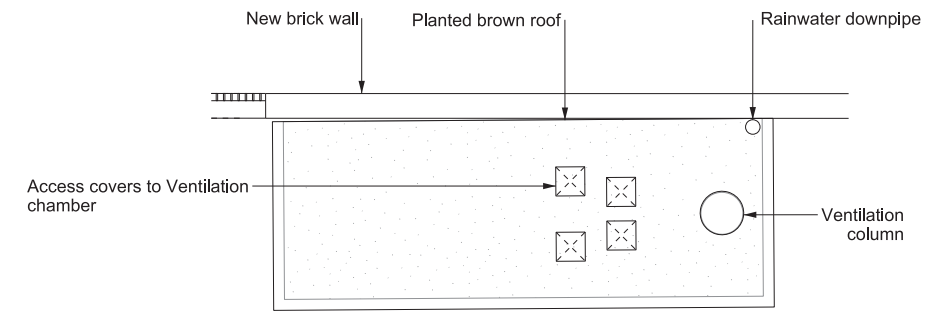 New brick wall
Planted brown roof
Rainwater downpipe
Access covers to Ventilation
chamber
Ventilation
column